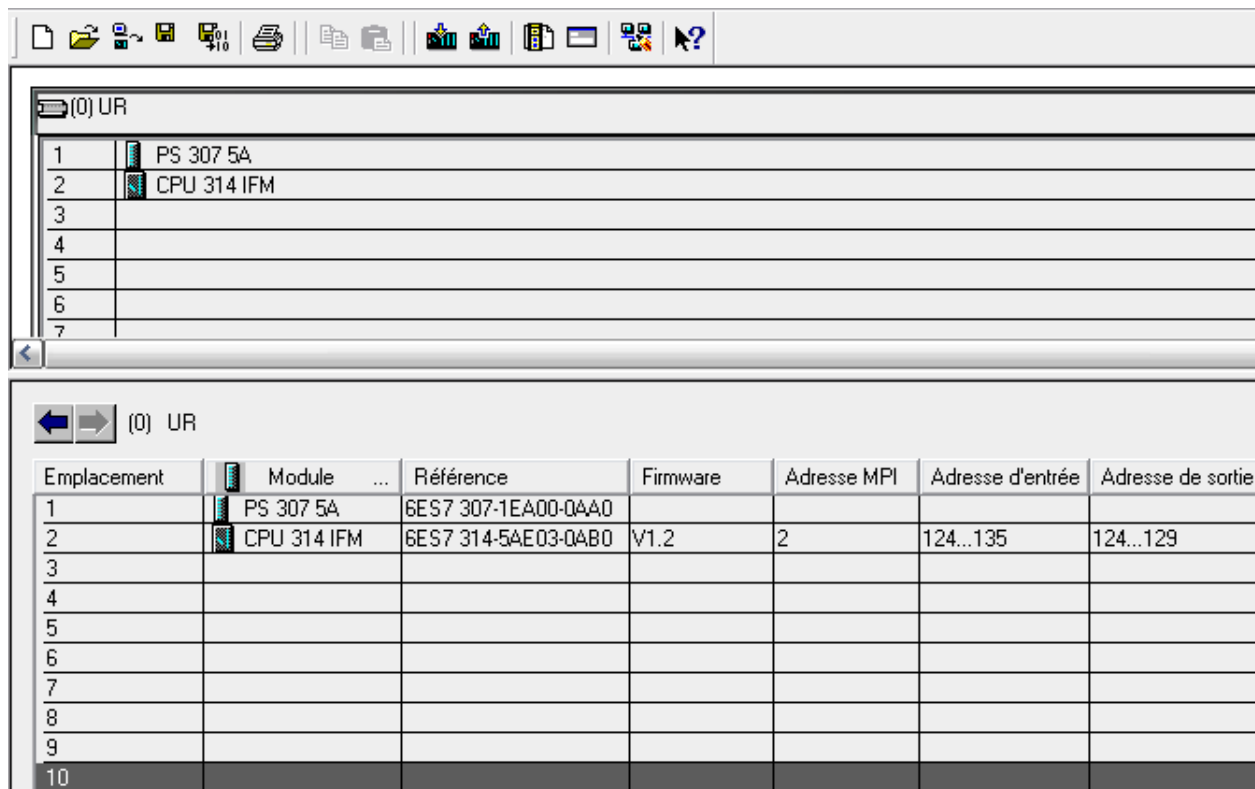 (0) UR
1 PS 307 5A
2 CPU 314 IFM
3
4
5
6
7
(0) UR
Emplacement Module ... Référence Firmware Adresse MPI Adresse d'entrée Adresse de sortie
1 PS 307 5A 6ES7 307-1EA00-0AA0
2 CPU 314 IFM 6ES7 314-5AE03-0AB0 V1.2 2 124...135 124...129
3
4
5
6
7
8
9
10